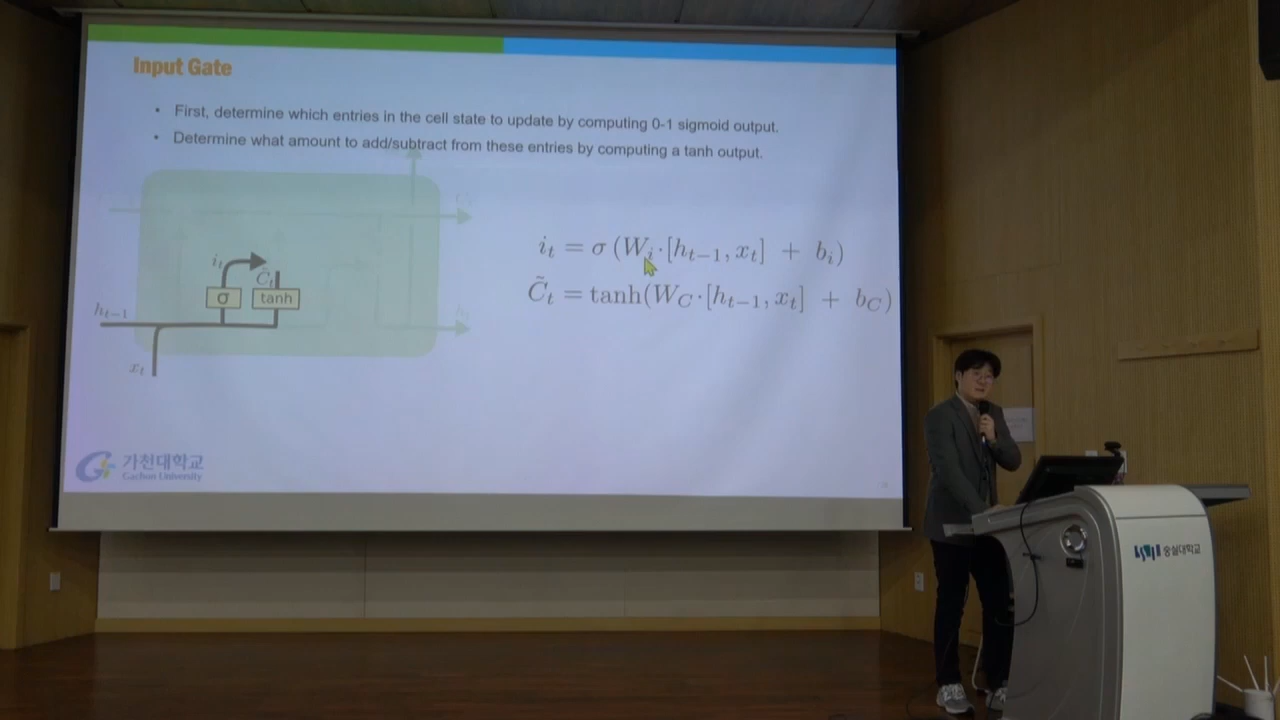 Input Gate
• First, determine which entries in the cell state to update by computing 0-1 sigmoid output.
• Determine what amount to add/subtract from these entries by computing a tanh output.
i_t = σ (W_i · [h_{t−1}, x_t] + b_i)
C̃_t = tanh(W_C · [h_{t−1}, x_t] + b_C)
i_t
C̃_t
σ
tanh
h_{t−1}
x_t
가천대학교
Gachon University
숭실대학교